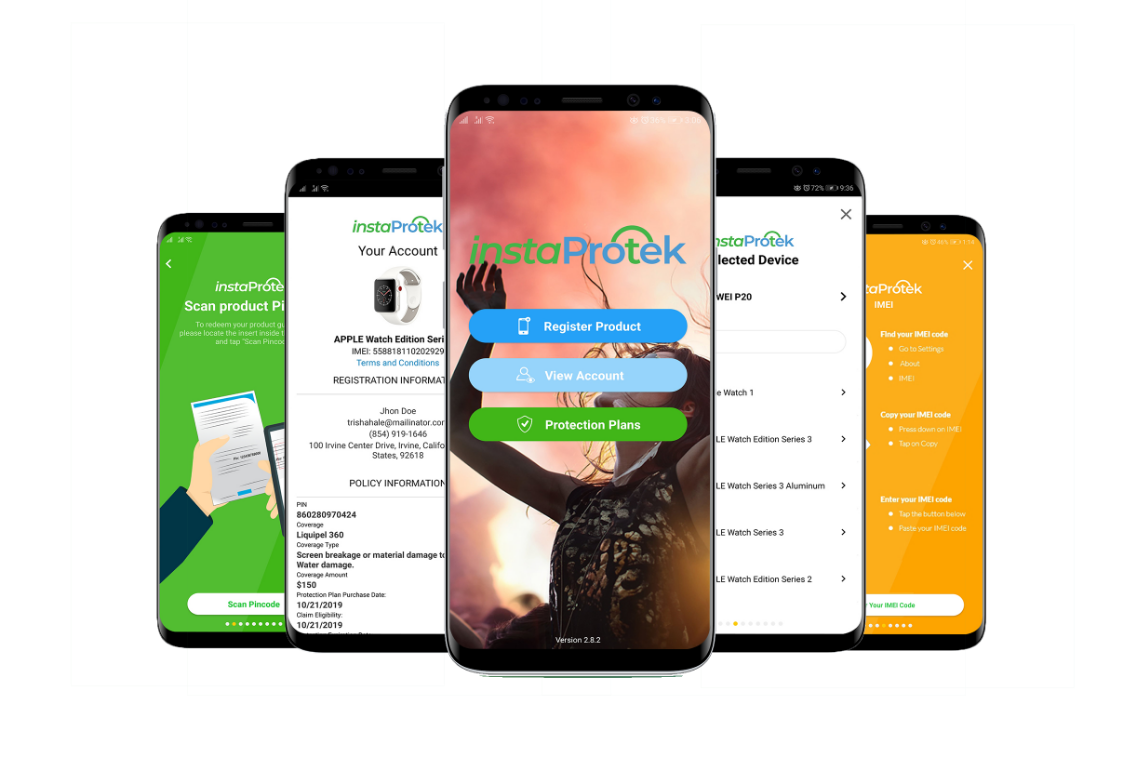 instaProte
Scan product Pi
To redeem your product gu
please locate the insert inside t
and tap "Scan Pincod
Scan Pincode
instaProtek
Your Account
APPLE Watch Edition Seri
IMEI: 558818110202929
Terms and Conditions
REGISTRATION INFORMAT
Jhon Doe
trishahale@mailinator.cor
(854) 919-1646
100 Irvine Center Drive, Irvine, Califo
States, 92618
POLICY INFORMATION
PIN
860280970424
Coverage
Liquipel 360
Coverage Type
Screen breakage or material damage to
Water damage.
Coverage Amount
$150
Protection Plan Purchase Date:
10/21/2019
Claim Eligibility:
10/21/2019
instaProtek
Register Product
View Account
Protection Plans
Version 2.8.2
72% 9:36
nstaProtek
lected Device
WEI P20
e Watch 1
LE Watch Edition Series 3
LE Watch Series 3 Aluminum
LE Watch Series 3
LE Watch Edition Series 2
taProtek
IMEI
Find your IMEI code
Go to Settings
About
IMEI
Copy your IMEI code
Press down on IMEI
Tap on Copy
Enter your IMEI code
Tap the button below
Paste your IMEI code
Your IMEI Code